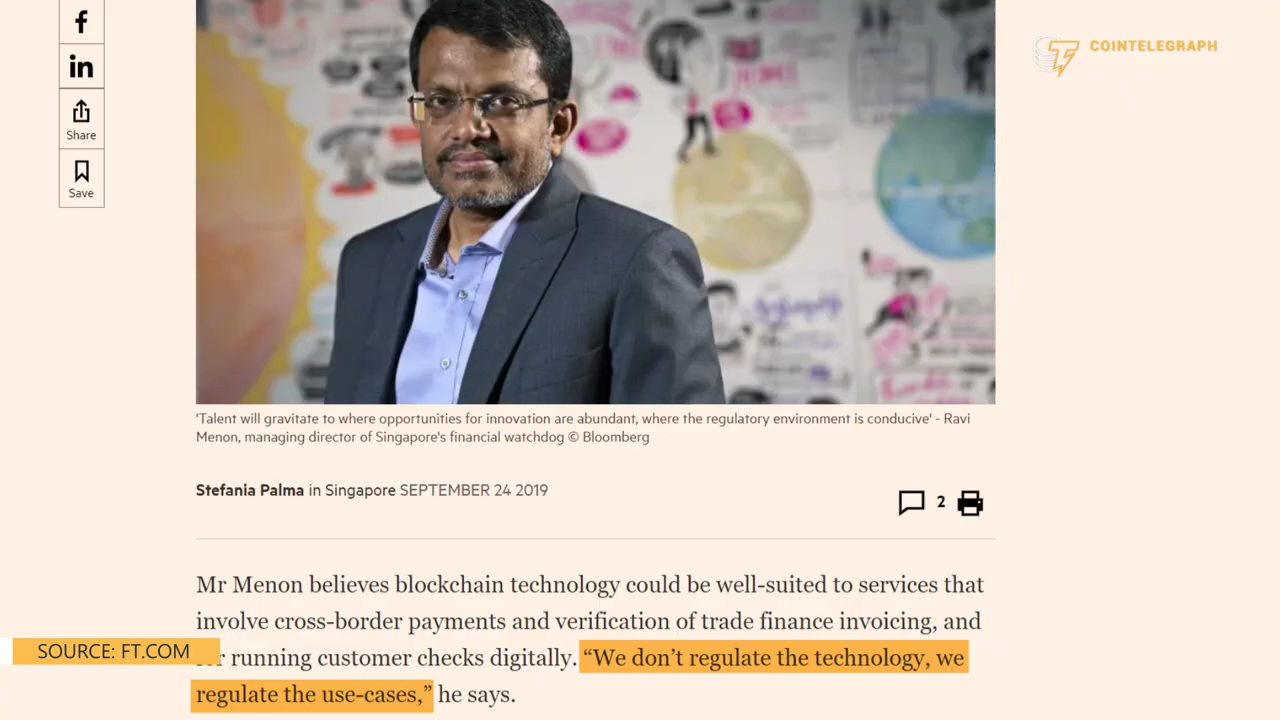 COINTELEGRAPH
Share
Save
'Talent will gravitate to where opportunities for innovation are abundant, where the regulatory environment is conducive' - Ravi
Menon, managing director of Singapore's financial watchdog © Bloomberg
Stefania Palma in Singapore SEPTEMBER 24 2019
2
Mr Menon believes blockchain technology could be well-suited to services that
involve cross-border payments and verification of trade finance invoicing, and
running customer checks digitally. “We don’t regulate the technology, we
regulate the use-cases,” he says.
SOURCE: FT.COM